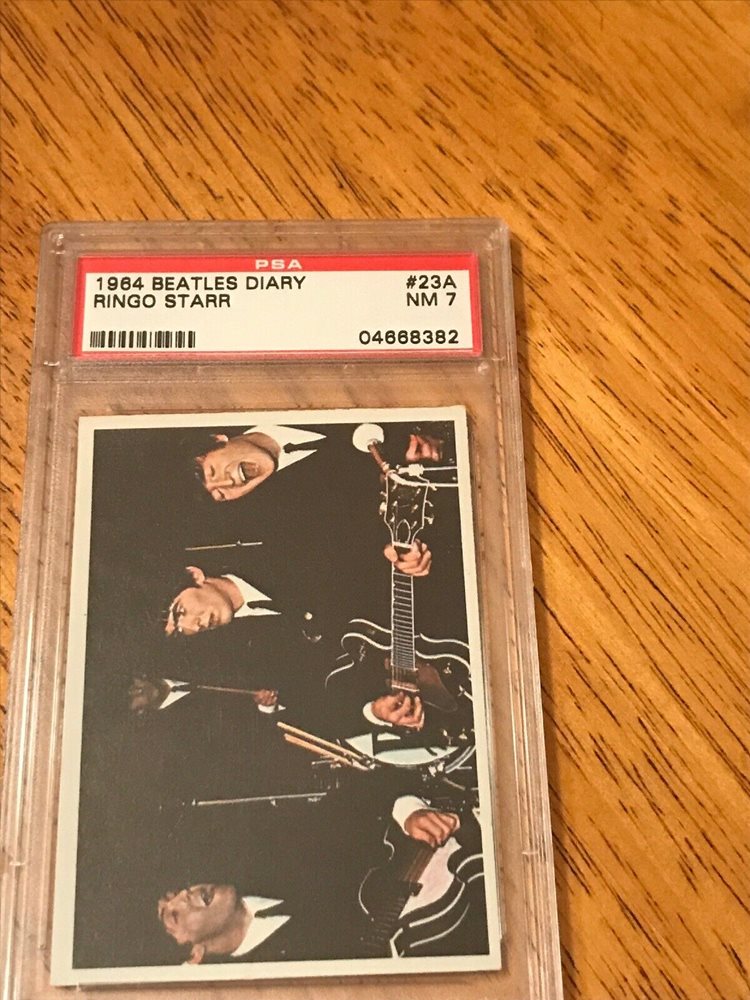 PSA
1964 BEATLES DIARY #23A
RINGO STARR NM 7
04668382